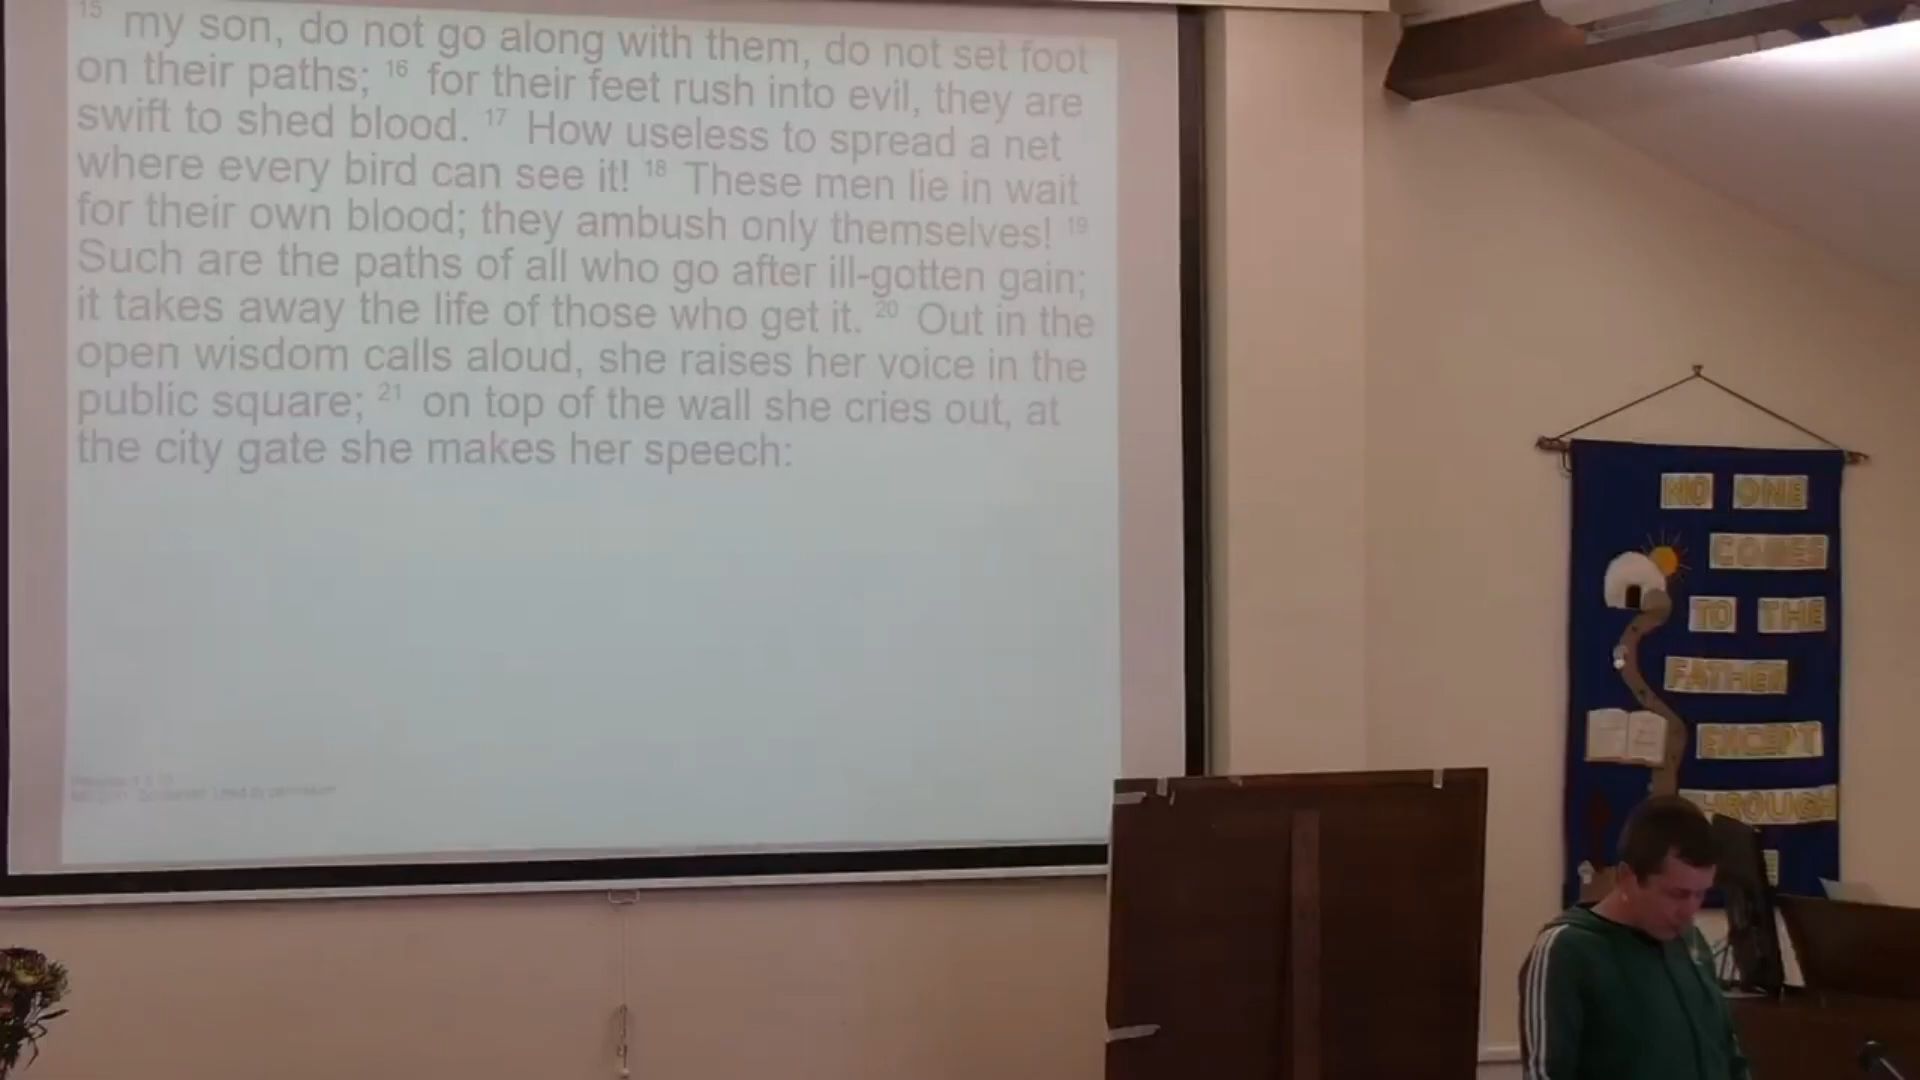 15 my son, do not go along with them, do not set foot
on their paths; 16 for their feet rush into evil, they are
swift to shed blood. 17 How useless to spread a net
where every bird can see it! 18 These men lie in wait
for their own blood; they ambush only themselves! 19
Such are the paths of all who go after ill-gotten gain;
it takes away the life of those who get it. 20 Out in the
open wisdom calls aloud, she raises her voice in the
public square; 21 on top of the wall she cries out, at
the city gate she makes her speech:
NO ONE
COMES
TO THE
FATHER
EXCEPT
HROUGH